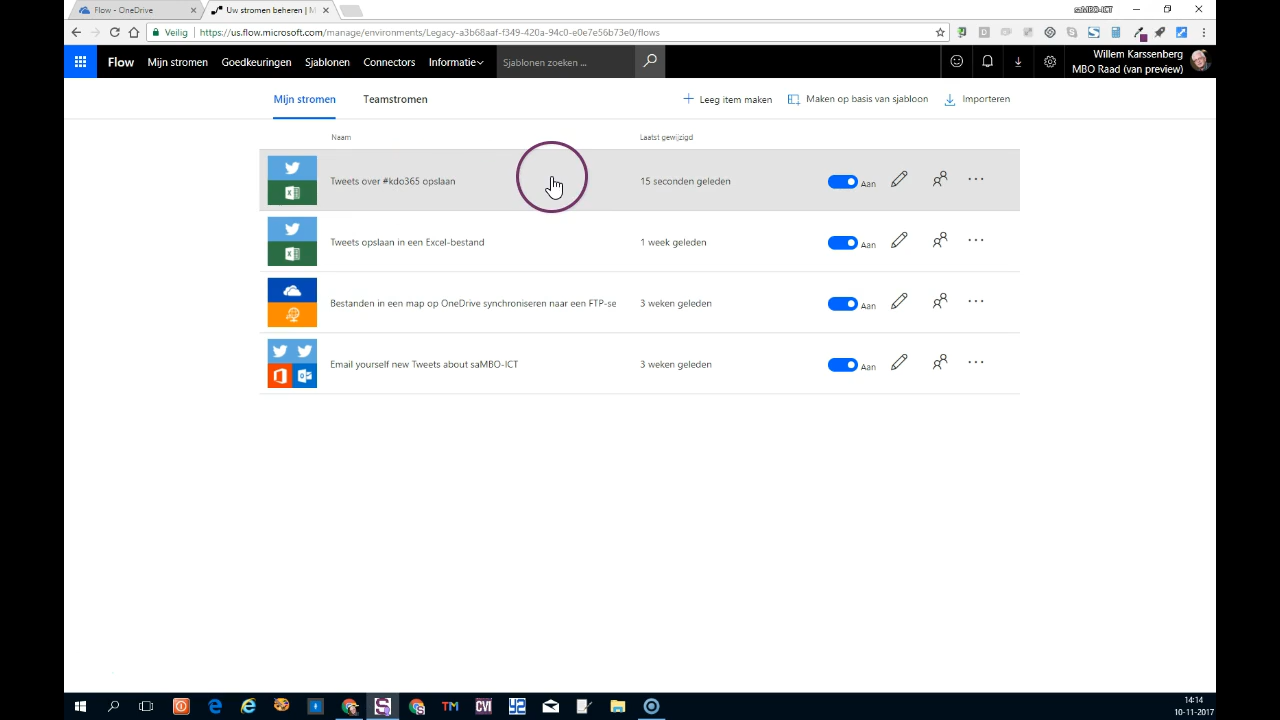 Flow - OneDrive
Uw stromen beheren | M
saMBO-ICT
Veilig
https://us.flow.microsoft.com/manage/environments/Legacy-a3b68aaf-f349-420a-94c0-e0e7e56b73e0/flows
Flow
Mijn stromen
Goedkeuringen
Sjablonen
Connectors
Informatie
Sjablonen zoeken ...
Willem Karssenberg
MBO Raad (van preview)
Mijn stromen
Teamstromen
Leeg item maken
Maken op basis van sjabloon
Importeren
Naam
Laatst gewijzigd
Tweets over #kdo365 opslaan
15 seconden geleden
Aan
Tweets opslaan in een Excel-bestand
1 week geleden
Aan
Bestanden in een map op OneDrive synchroniseren naar een FTP-se
3 weken geleden
Aan
Email yourself new Tweets about saMBO-ICT
3 weken geleden
Aan
TM
CVI
14:14
10-11-2017